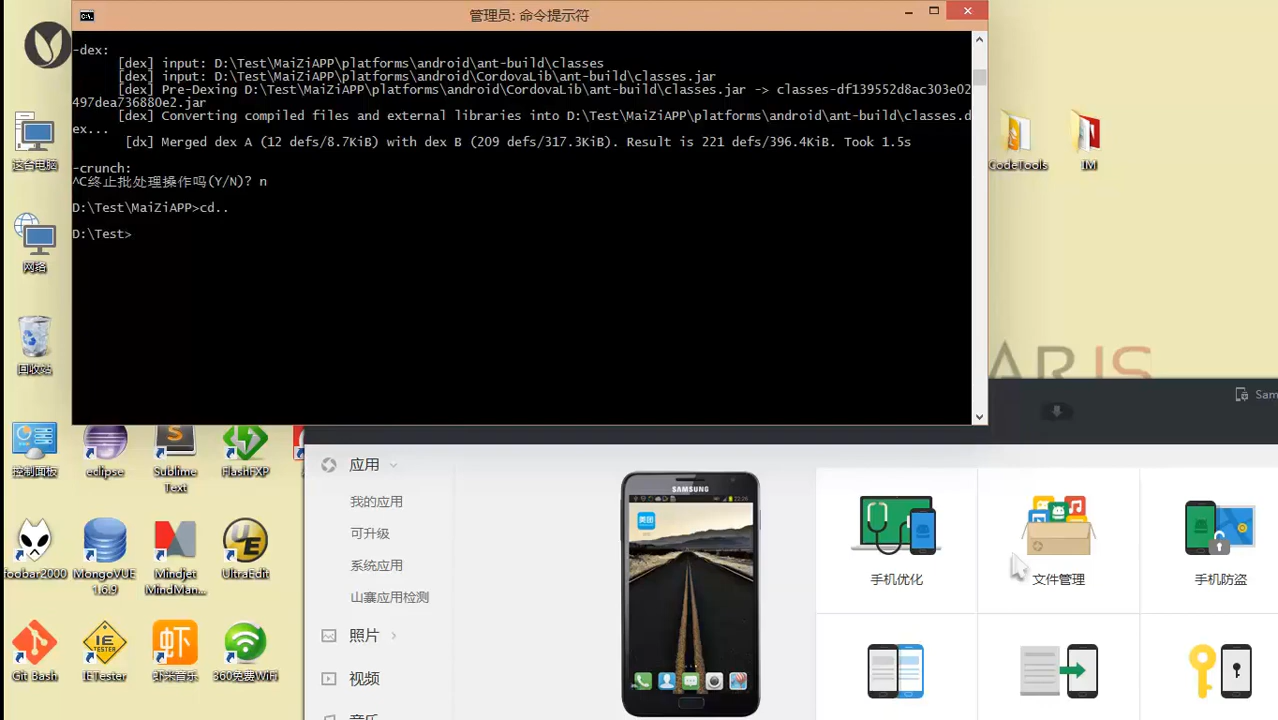 管理员: 命令提示符
-dex:
[dex] input: D:\Test\MaiZiAPP\platforms\android\ant-build\classes
[dex] input: D:\Test\MaiZiAPP\platforms\android\CordovaLib\ant-build\classes.jar
[dex] Pre-Dexing D:\Test\MaiZiAPP\platforms\android\CordovaLib\ant-build\classes.jar -> classes-df139552d8ac303e02
497dea736880e2.jar
[dex] Converting compiled files and external libraries into D:\Test\MaiZiAPP\platforms\android\ant-build\classes.d
ex...
[dx] Merged dex A (12 defs/8.7KiB) with dex B (209 defs/317.3KiB). Result is 221 defs/396.4KiB. Took 1.5s
-crunch:
^C终止批处理操作吗(Y/N)? n
D:\Test\MaiZiAPP>cd..
D:\Test>
这台电脑
网络
回收站
控制面板
eclipse
Sublime
Text
FlashFXP
foobar2000
MongoVUE
1.6.9
Mindjet
MindMan...
UltraEdit
Git Bash
IETester
虾米音乐
360免费WiFi
CodeTools
IM
AR IS
Sam
应用
我的应用
可升级
系统应用
山寨应用检测
照片
视频
音乐
SAMSUNG
美团
手机优化
文件管理
手机防盗